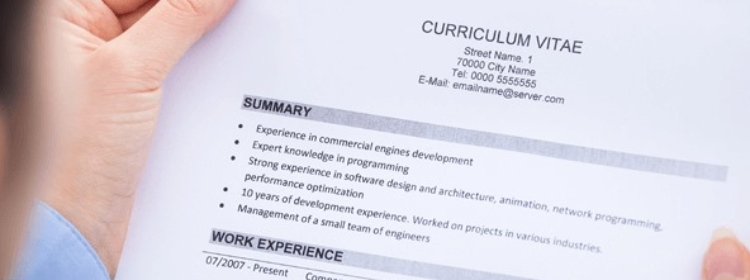 CURRICULUM VITAE
Street Name. 1
70000 City Name
Tel: 0000 5555555
E-Mail: emailname@server.com
SUMMARY
• Experience in commercial engines development
• Expert knowledge in programming
• Strong experience in software design and architecture, animation, network programming,
performance optimization
• 10 years of development experience. Worked on projects in various industries.
• Management of a small team of engineers
WORK EXPERIENCE
07/2007 - Present